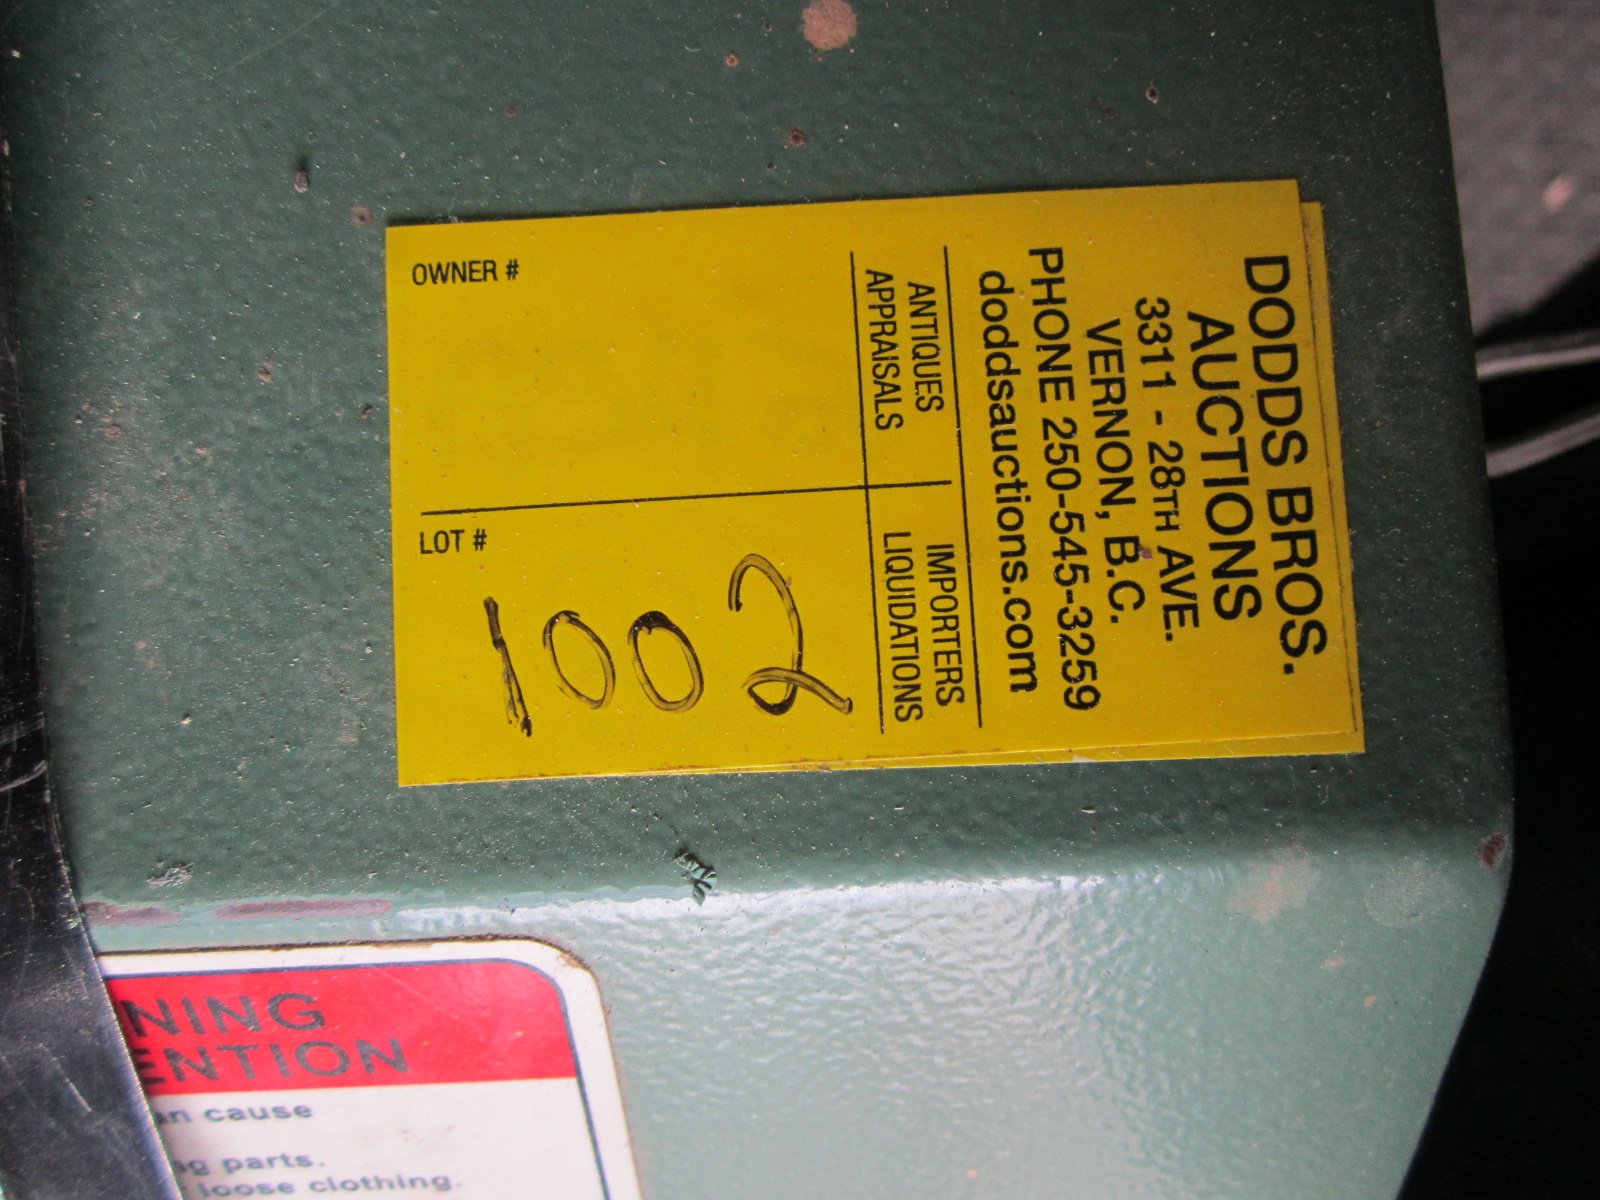 DODDS BROS.
AUCTIONS
3311 - 28TH AVE.
VERNON, B.C.
PHONE 250-545-3259
doddsauctions.com
ANTIQUES IMPORTERS
APPRAISALS LIQUIDATIONS
OWNER #
LOT #
1002
NING
ENTION
an cause
parts.
loose clothing.